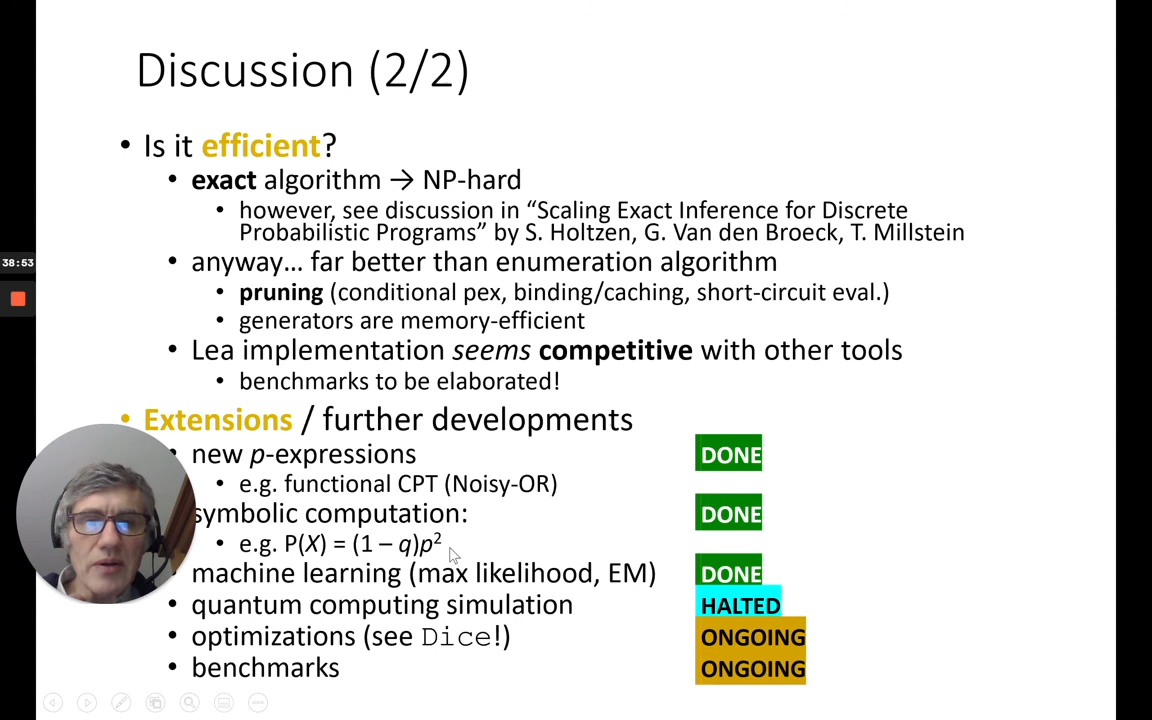 Discussion (2/2)
• Is it efficient?
• exact algorithm → NP-hard
• however, see discussion in “Scaling Exact Inference for Discrete
Probabilistic Programs” by S. Holtzen, G. Van den Broeck, T. Millstein
38:53
• anyway… far better than enumeration algorithm
• pruning (conditional pex, binding/caching, short-circuit eval.)
• generators are memory-efficient
• Lea implementation seems competitive with other tools
• benchmarks to be elaborated!
• Extensions / further developments
• new p-expressions DONE
• e.g. functional CPT (Noisy-OR)
symbolic computation: DONE
• e.g. P(X) = (1 – q)p²
• machine learning (max likelihood, EM) DONE
• quantum computing simulation HALTED
• optimizations (see Dice!) ONGOING
• benchmarks ONGOING